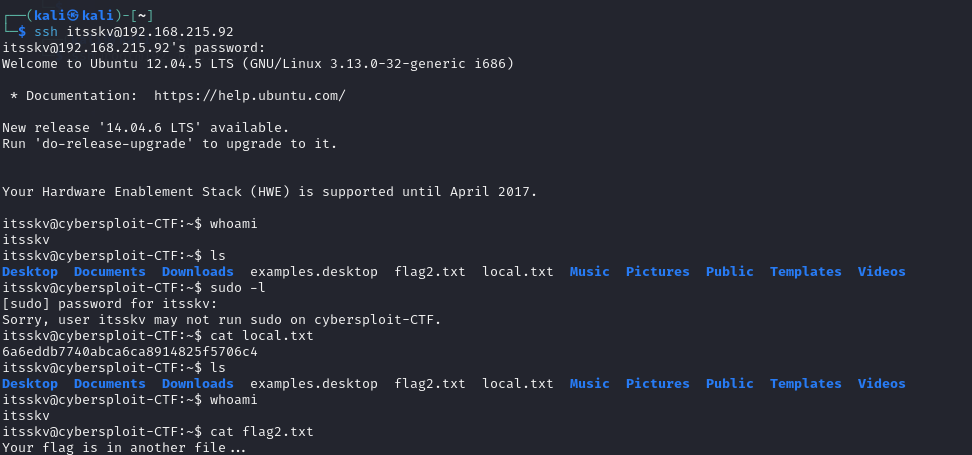 ┌──(kali㉿kali)-[~]
└─$ ssh itsskv@192.168.215.92
itsskv@192.168.215.92's password:
Welcome to Ubuntu 12.04.5 LTS (GNU/Linux 3.13.0-32-generic i686)
* Documentation:  https://help.ubuntu.com/
New release '14.04.6 LTS' available.
Run 'do-release-upgrade' to upgrade to it.
Your Hardware Enablement Stack (HWE) is supported until April 2017.
itsskv@cybersploit-CTF:~$ whoami
itsskv
itsskv@cybersploit-CTF:~$ ls
Desktop  Documents  Downloads  examples.desktop  flag2.txt  local.txt  Music  Pictures  Public  Templates  Videos
itsskv@cybersploit-CTF:~$ sudo -l
[sudo] password for itsskv:
Sorry, user itsskv may not run sudo on cybersploit-CTF.
itsskv@cybersploit-CTF:~$ cat local.txt
6a6eddb7740abca6ca8914825f5706c4
itsskv@cybersploit-CTF:~$ ls
Desktop  Documents  Downloads  examples.desktop  flag2.txt  local.txt  Music  Pictures  Public  Templates  Videos
itsskv@cybersploit-CTF:~$ whoami
itsskv
itsskv@cybersploit-CTF:~$ cat flag2.txt
Your flag is in another file...